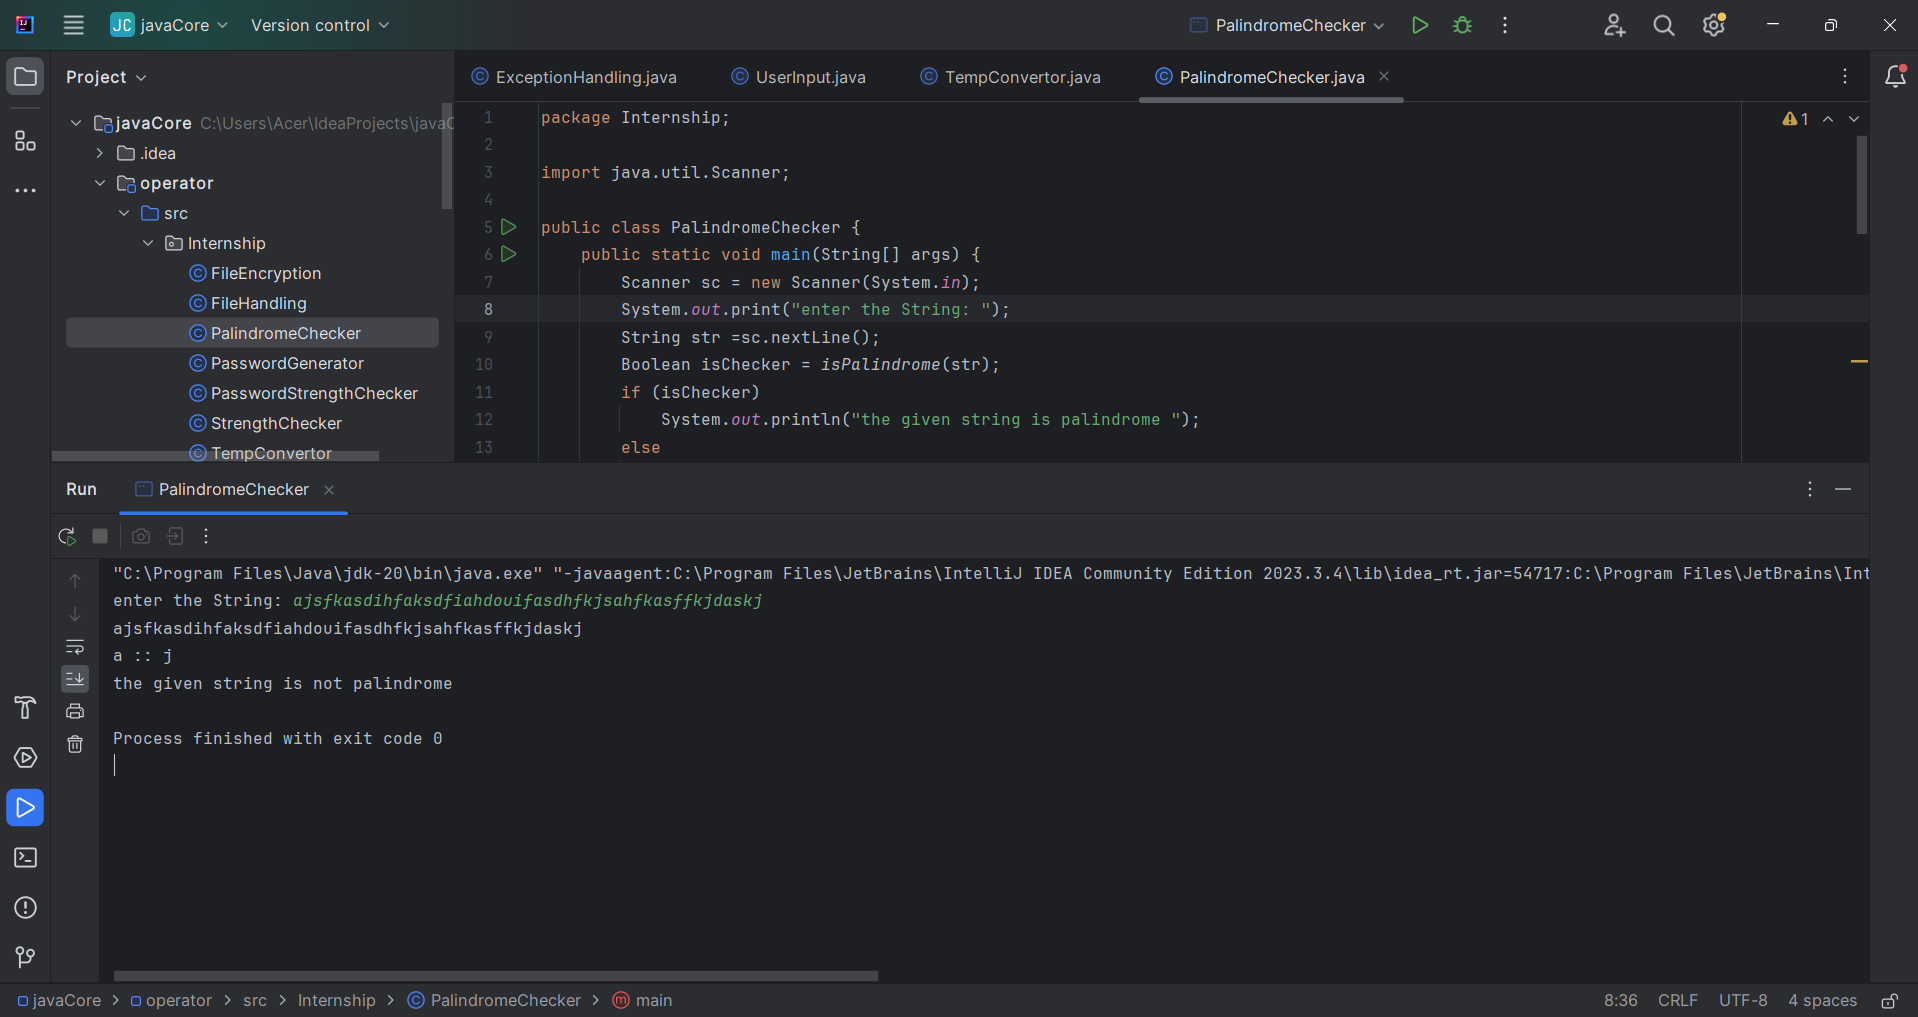 JC javaCore Version control PalindromeChecker
Project
ExceptionHandling.java UserInput.java TempConvertor.java PalindromeChecker.java
javaCore C:\Users\Acer\IdeaProjects\javaC
.idea
operator
src
Internship
FileEncryption
FileHandling
PalindromeChecker
PasswordGenerator
PasswordStrengthChecker
StrengthChecker
TempConvertor
1 package Internship;
2
3 import java.util.Scanner;
4
5 public class PalindromeChecker {
6 public static void main(String[] args) {
7 Scanner sc = new Scanner(System.in);
8 System.out.print("enter the String: ");
9 String str =sc.nextLine();
10 Boolean isChecker = isPalindrome(str);
11 if (isChecker)
12 System.out.println("the given string is palindrome ");
13 else
1
Run PalindromeChecker
"C:\Program Files\Java\jdk-20\bin\java.exe" "-javaagent:C:\Program Files\JetBrains\IntelliJ IDEA Community Edition 2023.3.4\lib\idea_rt.jar=54717:C:\Program Files\JetBrains\Int
enter the String: ajsfkasdihfaksdfiahdouifasdhfkjsahfkasffkjdaskj
ajsfkasdihfaksdfiahdouifasdhfkjsahfkasffkjdaskj
a :: j
the given string is not palindrome
Process finished with exit code 0
javaCore > operator > src > Internship > PalindromeChecker > main 8:36 CRLF UTF-8 4 spaces